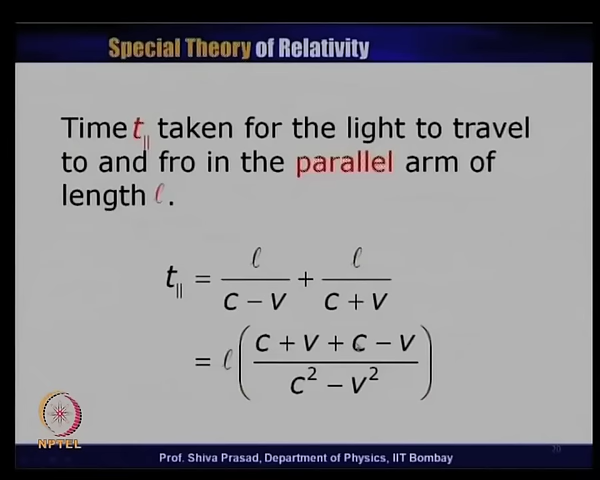 Special Theory of Relativity
Time t|| taken for the light to travel
to and fro in the parallel arm of
length ℓ.
t|| = ℓ/(c − v) + ℓ/(c + v)
= ℓ((c + v + c − v)/(c² − v²))
NPTEL
Prof. Shiva Prasad, Department of Physics, IIT Bombay
20